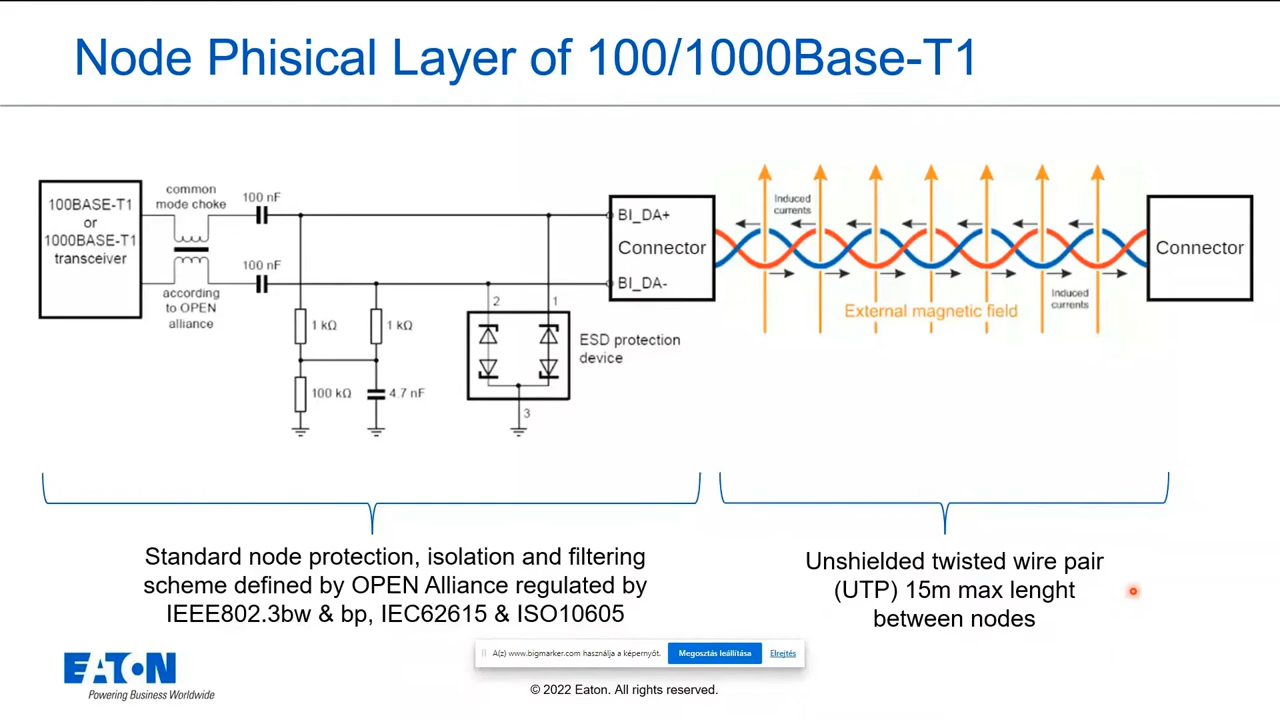 Node Phisical Layer of 100/1000Base-T1
100BASE-T1
or
1000BASE-T1
transceiver
common
mode choke
according
to OPEN
alliance
100 nF
100 nF
1 kΩ
1 kΩ
100 kΩ
4.7 nF
2
1
3
ESD protection
device
BI_DA+
Connector
BI_DA-
Induced
currents
External magnetic field
Induced
currents
Connector
Standard node protection, isolation and filtering
scheme defined by OPEN Alliance regulated by
IEEE802.3bw & bp, IEC62615 & ISO10605
Unshielded twisted wire pair
(UTP) 15m max lenght
between nodes
A(z) www.bigmarker.com használja a képernyőt.
Megosztás leállítása
Elrejtés
EATON
Powering Business Worldwide
© 2022 Eaton. All rights reserved.